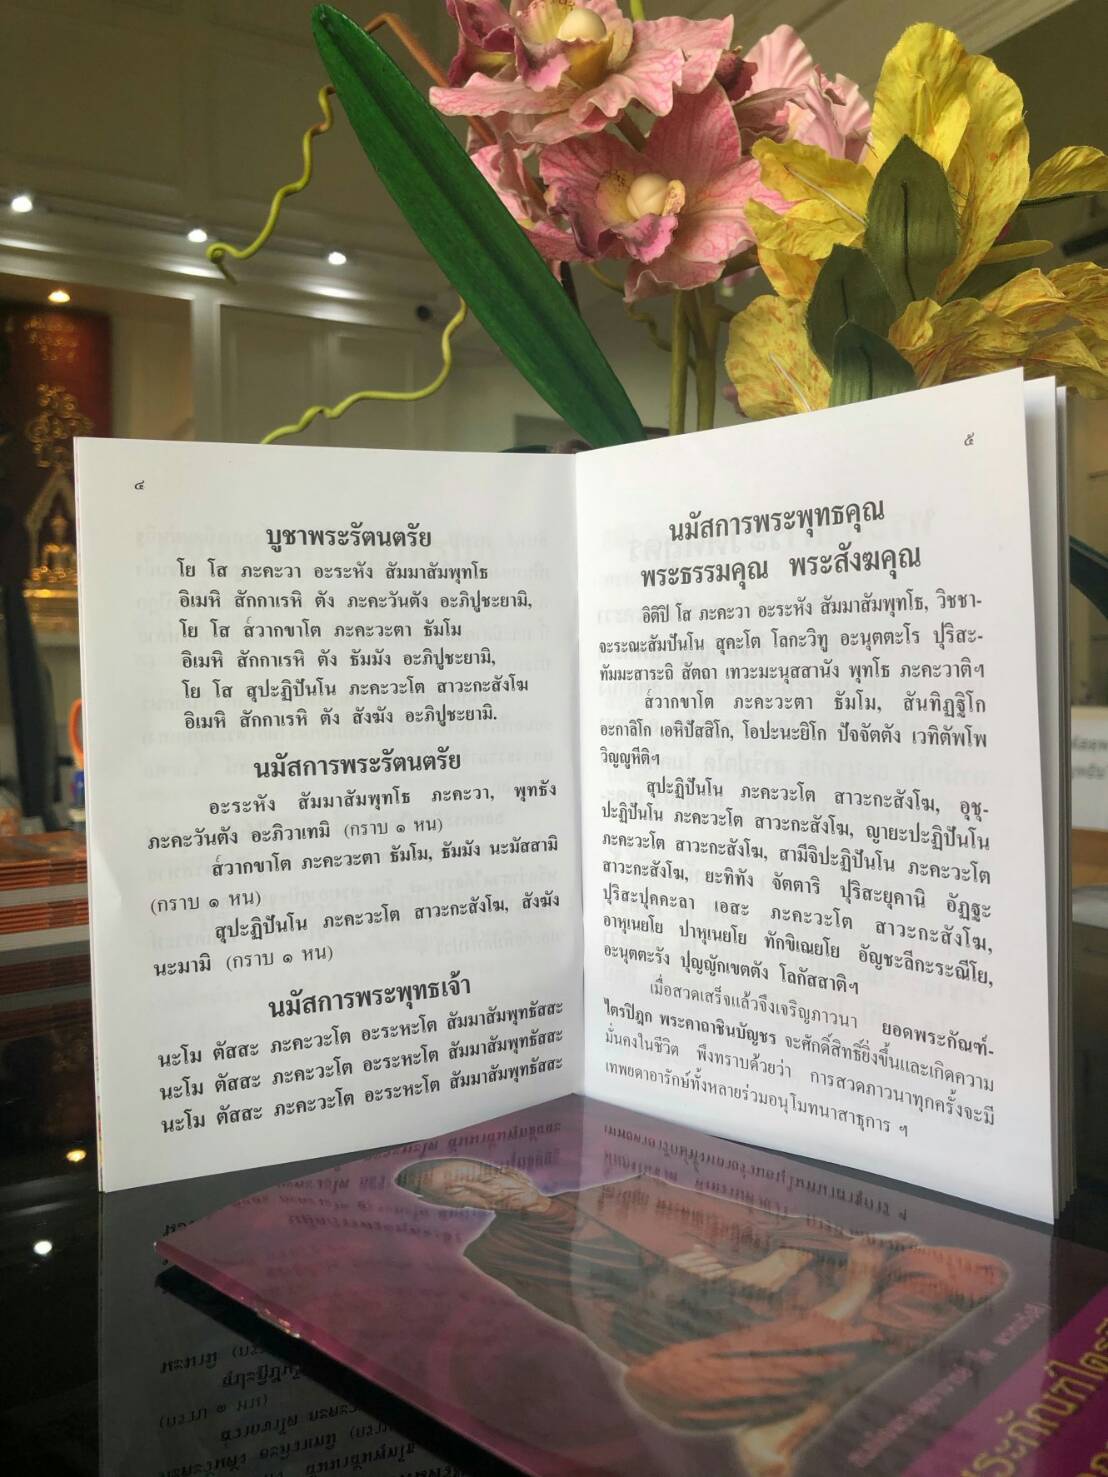 ๔
บูชาพระรัตนตรัย
โย โส ภะคะวา อะระหัง สัมมาสัมพุทโธ
อิเมหิ สักกาเรหิ ตัง ภะคะวันตัง อะภิปูชะยามิ,
โย โส ส๎วากขาโต ภะคะวะตา ธัมโม
อิเมหิ สักกาเรหิ ตัง ธัมมัง อะภิปูชะยามิ,
โย โส สุปะฏิปันโน ภะคะวะโต สาวะกะสังโฆ
อิเมหิ สักกาเรหิ ตัง สังฆัง อะภิปูชะยามิ.
นมัสการพระรัตนตรัย
อะระหัง สัมมาสัมพุทโธ ภะคะวา, พุทธัง
ภะคะวันตัง อะภิวาเทมิ (กราบ ๑ หน)
ส๎วากขาโต ภะคะวะตา ธัมโม, ธัมมัง นะมัสสามิ
(กราบ ๑ หน)
สุปะฏิปันโน ภะคะวะโต สาวะกะสังโฆ, สังฆัง
นะมามิ (กราบ ๑ หน)
นมัสการพระพุทธเจ้า
นะโม ตัสสะ ภะคะวะโต อะระหะโต สัมมาสัมพุทธัสสะ
นะโม ตัสสะ ภะคะวะโต อะระหะโต สัมมาสัมพุทธัสสะ
นะโม ตัสสะ ภะคะวะโต อะระหะโต สัมมาสัมพุทธัสสะ
๕
นมัสการพระพุทธคุณ
พระธรรมคุณ พระสังฆคุณ
อิติปิ โส ภะคะวา อะระหัง สัมมาสัมพุทโธ, วิชชา-
จะระณะสัมปันโน สุคะโต โลกะวิทู อะนุตตะโร ปุริสะ-
ทัมมะสาระถิ สัตถา เทวะมะนุสสานัง พุทโธ ภะคะวาติฯ
ส๎วากขาโต ภะคะวะตา ธัมโม, สันทิฏฐิโก
อะกาลิโก เอหิปัสสิโก, โอปะนะยิโก ปัจจัตตัง เวทิตัพโพ
วิญญูหีติฯ
สุปะฏิปันโน ภะคะวะโต สาวะกะสังโฆ, อุชุ-
ปะฏิปันโน ภะคะวะโต สาวะกะสังโฆ, ญายะปะฏิปันโน
ภะคะวะโต สาวะกะสังโฆ, สามีจิปะฏิปันโน ภะคะวะโต
สาวะกะสังโฆ, ยะทิทัง จัตตาริ ปุริสะยุคานิ อัฏฐะ
ปุริสะปุคคะลา เอสะ ภะคะวะโต สาวะกะสังโฆ,
อาหุเนยโย ปาหุเนยโย ทักขิเณยโย อัญชะลีกะระณีโย,
อะนุตตะรัง ปุญญักเขตตัง โลกัสสาติฯ
เมื่อสวดเสร็จแล้วจึงเจริญภาวนา ยอดพระกัณฑ์-
ไตรปิฎก พระคาถาชินบัญชร จะศักดิ์สิทธิ์ยิ่งขึ้นและเกิดความ
มั่นคงในชีวิต พึงทราบด้วยว่า การสวดภาวนาทุกครั้งจะมี
เทพยดาอารักษ์ทั้งหลายร่วมอนุโมทนาสาธุการ ฯ